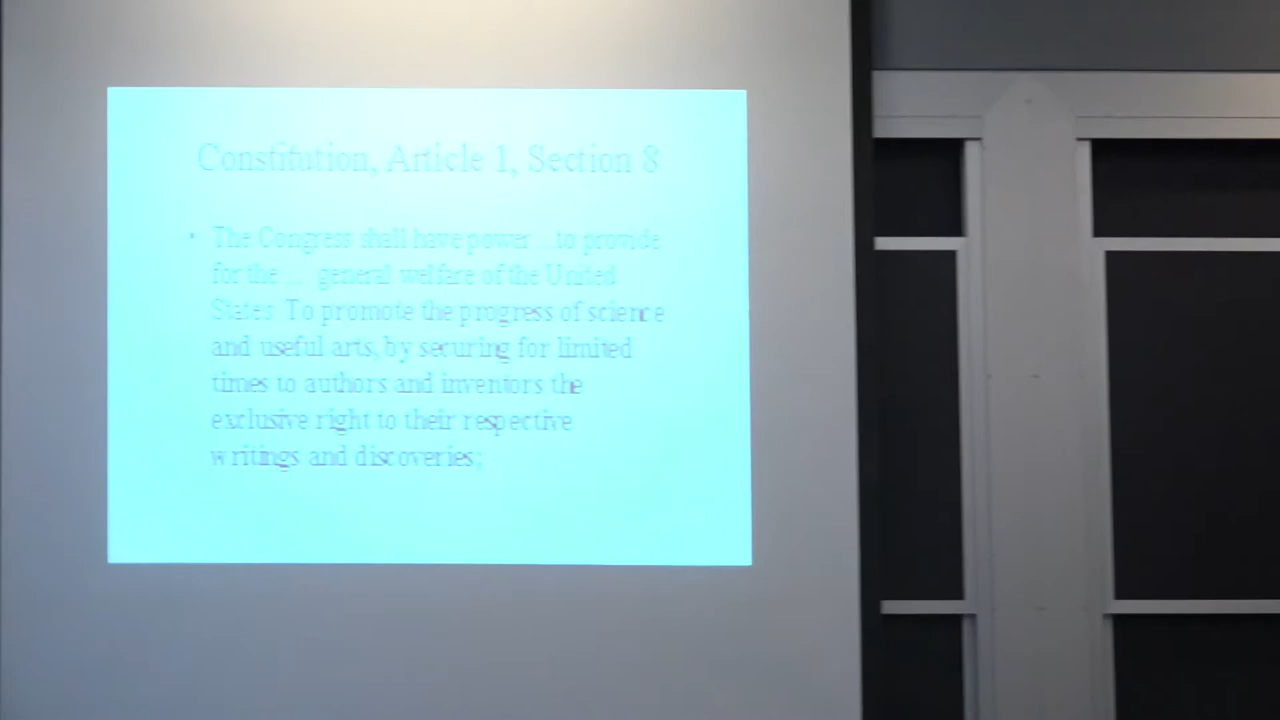 Constitution, Article 1, Section 8
• The Congress shall have power ... to provide
for the ... general welfare of the United
States. To promote the progress of science
and useful arts, by securing for limited
times to authors and inventors the
exclusive right to their respective
writings and discoveries;